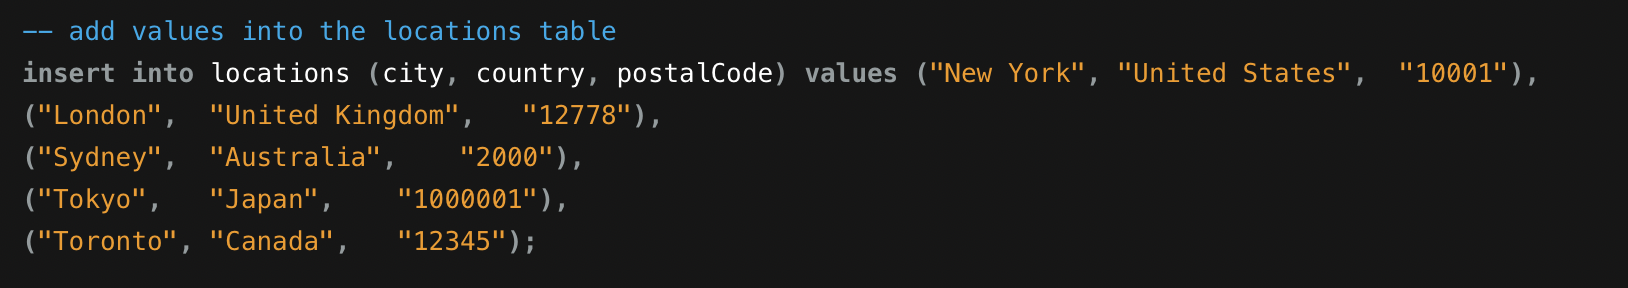 -- add values into the locations table
insert into locations (city, country, postalCode) values ("New York", "United States",  "10001"),
("London",  "United Kingdom",   "12778"),
("Sydney",  "Australia",    "2000"),
("Tokyo",   "Japan",    "1000001"),
("Toronto", "Canada",   "12345");